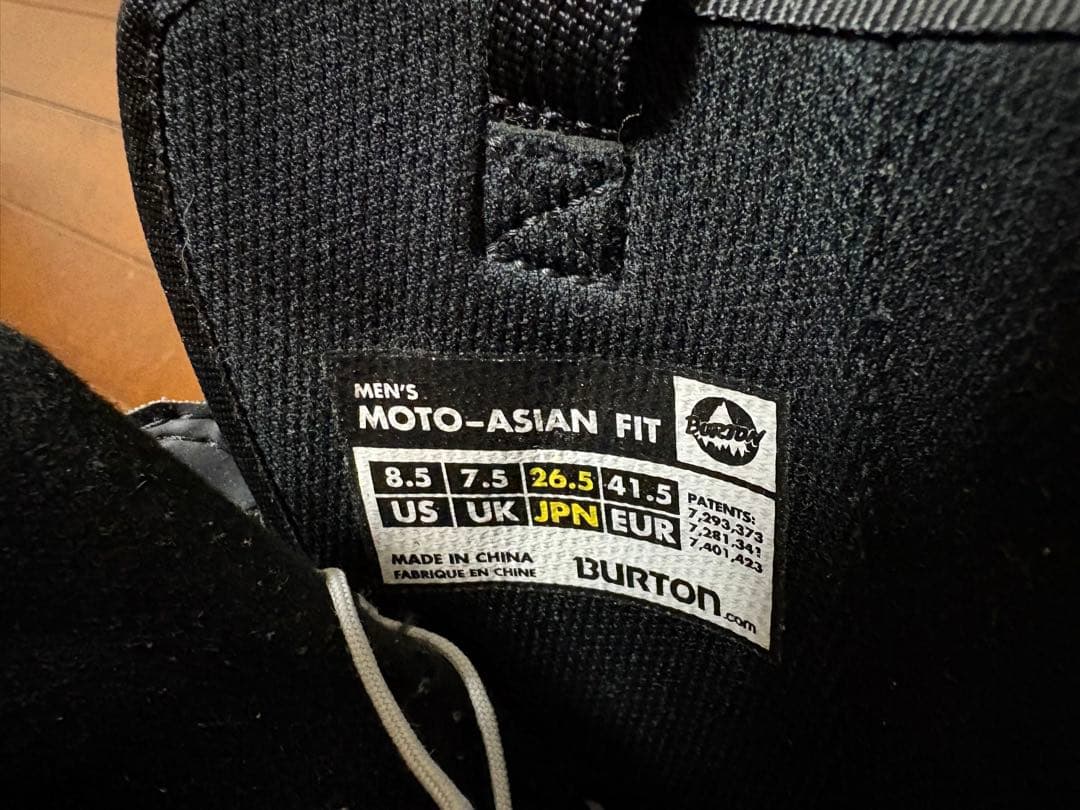 MEN'S
MOTO-ASIAN FIT
BURTON
8.5 7.5 26.5 41.5
US UK JPN EUR
PATENTS:
7,293,373
7,281,341
7,401,423
MADE IN CHINA
FABRIQUE EN CHINE
BURTON.com